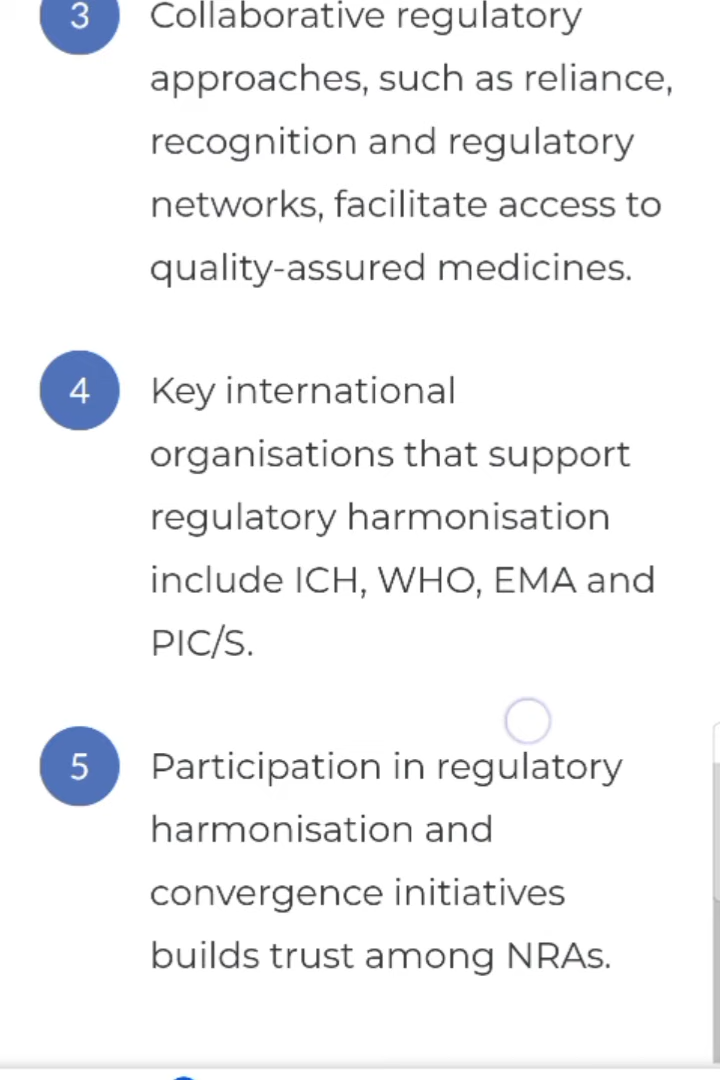 3 Collaborative regulatory
approaches, such as reliance,
recognition and regulatory
networks, facilitate access to
quality-assured medicines.
4 Key international
organisations that support
regulatory harmonisation
include ICH, WHO, EMA and
PIC/S.
5 Participation in regulatory
harmonisation and
convergence initiatives
builds trust among NRAs.